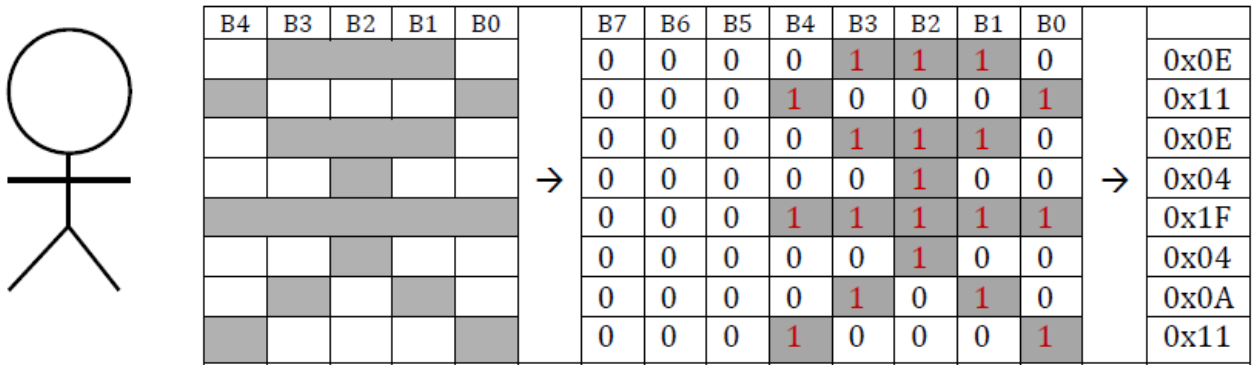 B4 B3 B2 B1 B0 B7 B6 B5 B4 B3 B2 B1 B0
0 0 0 0 1 1 1 0 0x0E
0 0 0 1 0 0 0 1 0x11
0 0 0 0 1 1 1 0 0x0E
→ 0 0 0 0 0 1 0 0 → 0x04
0 0 0 1 1 1 1 1 0x1F
0 0 0 0 0 1 0 0 0x04
0 0 0 0 1 0 1 0 0x0A
0 0 0 1 0 0 0 1 0x11